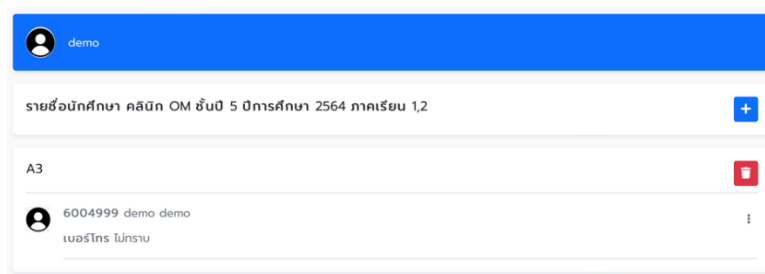 demo
รายชื่อนักศึกษา คลินิก OM ชั้นปี 5 ปีการศึกษา 2564 ภาคเรียน 1,2
A3
6004999 demo demo
เบอร์โทร ไม่ทราบ